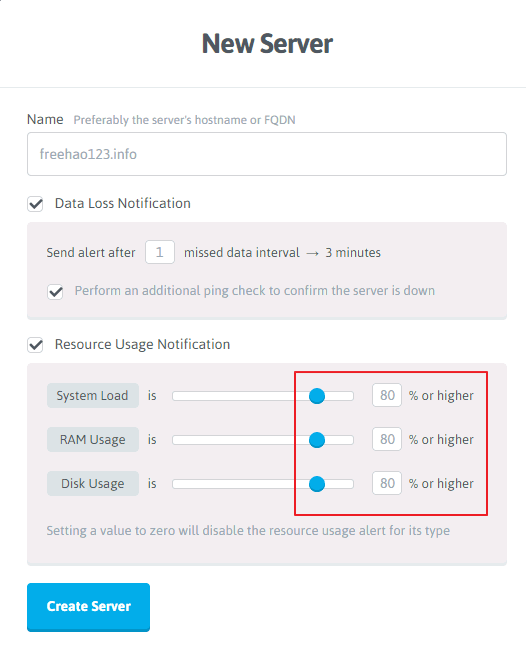 New Server
Name Preferably the server's hostname or FQDN
freehao123.info
Data Loss Notification
Send alert after 1 missed data interval → 3 minutes
Perform an additional ping check to confirm the server is down
Resource Usage Notification
System Load is 80 % or higher
RAM Usage is 80 % or higher
Disk Usage is 80 % or higher
Setting a value to zero will disable the resource usage alert for its type
Create Server